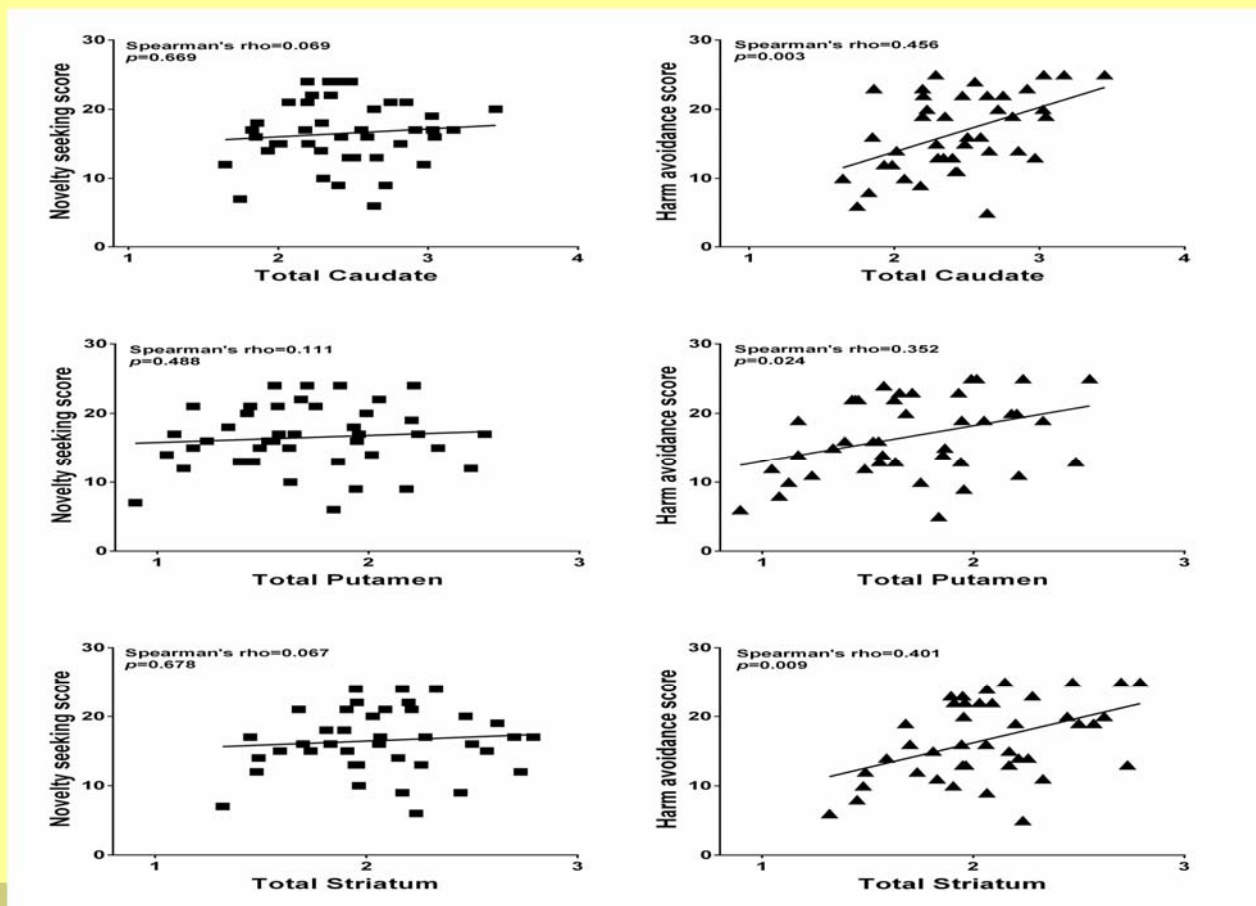 Spearman's rho=0.069
p=0.669
Novelty seeking score
30
20
10
0
1 2 3 4
Total Caudate
Spearman's rho=0.456
p=0.003
Harm avoidance score
30
20
10
0
1 2 3 4
Total Caudate
Spearman's rho=0.111
p=0.488
Novelty seeking score
30
20
10
0
1 2 3
Total Putamen
Spearman's rho=0.352
p=0.024
Harm avoidance score
30
20
10
0
1 2 3
Total Putamen
Spearman's rho=0.067
p=0.678
Novelty seeking score
30
20
10
0
1 2 3
Total Striatum
Spearman's rho=0.401
p=0.009
Harm avoidance score
30
20
10
0
1 2 3
Total Striatum